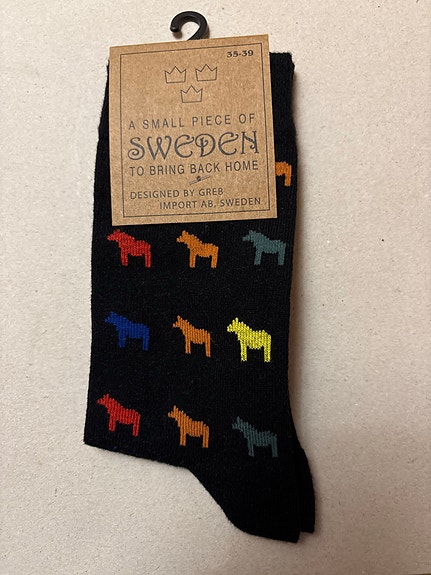 35-39
A SMALL PIECE OF
SWEDEN
TO BRING BACK HOME
DESIGNED BY GREB
IMPORT AB, SWEDEN